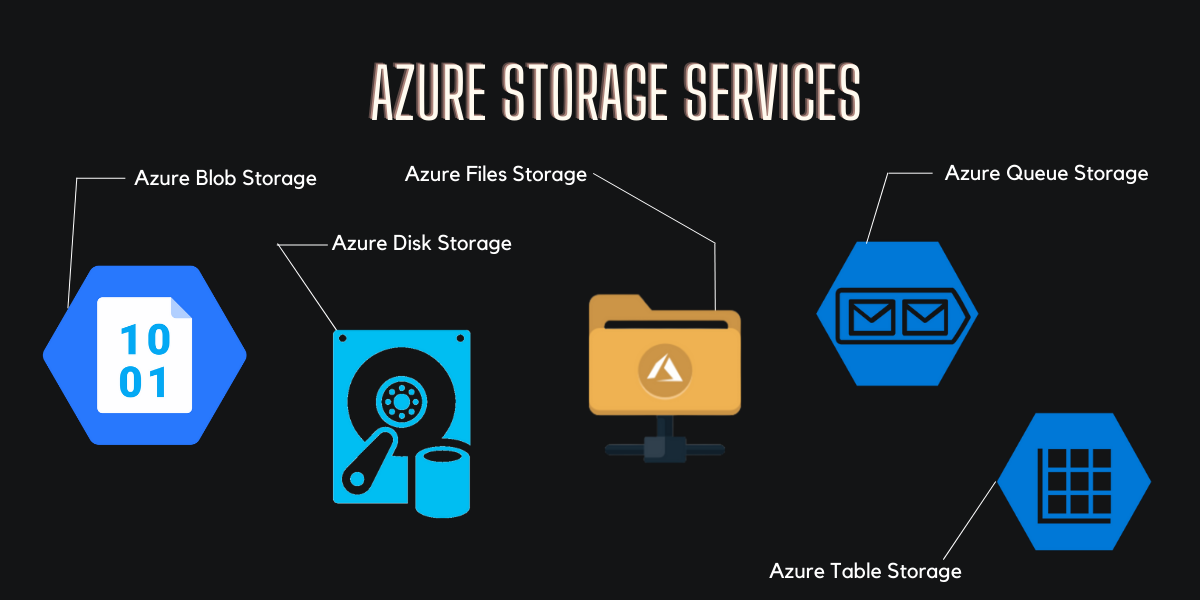 AZURE STORAGE SERVICES
Azure Blob Storage
Azure Files Storage
Azure Queue Storage
Azure Disk Storage
10
01
Azure Table Storage